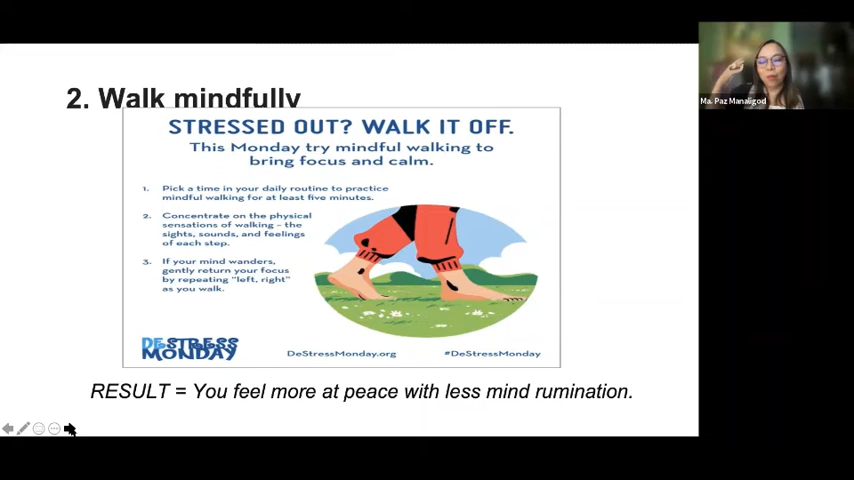 Ma. Paz Manaligod
2. Walk mindfully
STRESSED OUT? WALK IT OFF.
This Monday try mindful walking to
bring focus and calm.
1. Pick a time in your daily routine to practice
mindful walking for at least five minutes.
2. Concentrate on the physical
sensations of walking – the
sights, sounds, and feelings
of each step.
3. If your mind wanders,
gently return your focus
by repeating "left, right"
as you walk.
DESTRESS
MONDAY
DeStressMonday.org
#DeStressMonday
RESULT = You feel more at peace with less mind rumination.